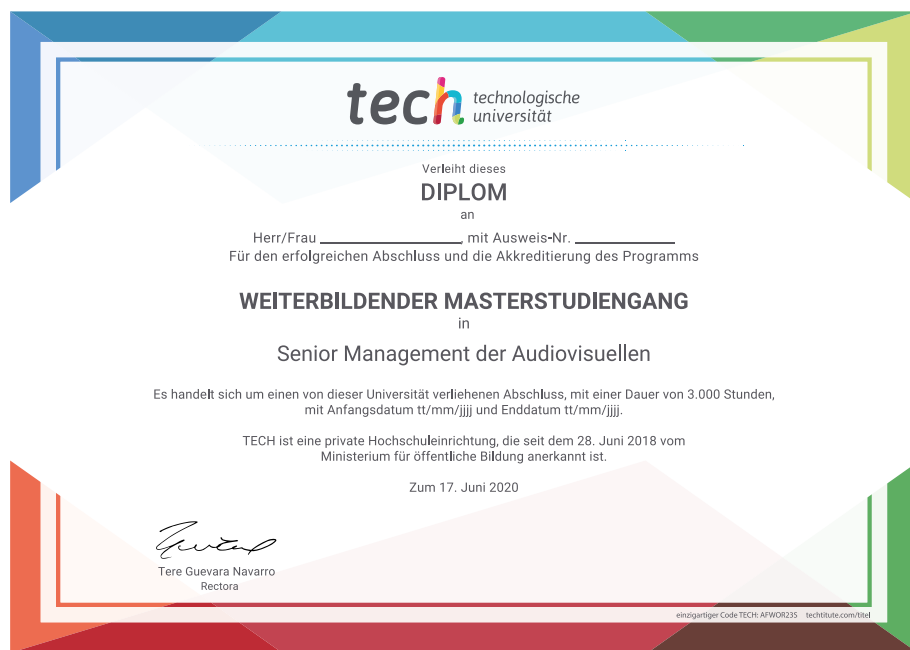 tech technologische
universität
Verleiht dieses
DIPLOM
an
Herr/Frau ____________________, mit Ausweis-Nr. ______________
Für den erfolgreichen Abschluss und die Akkreditierung des Programms
WEITERBILDENDER MASTERSTUDIENGANG
in
Senior Management der Audiovisuellen
Es handelt sich um einen von dieser Universität verliehenen Abschluss, mit einer Dauer von 3.000 Stunden,
mit Anfangsdatum tt/mm/jjjj und Enddatum tt/mm/jjjj.
TECH ist eine private Hochschuleinrichtung, die seit dem 28. Juni 2018 vom
Ministerium für öffentliche Bildung anerkannt ist.
Zum 17. Juni 2020
Tere Guevara Navarro
Rectora
einzigartiger Code TECH: AFWOR23S techtitute.com/titel